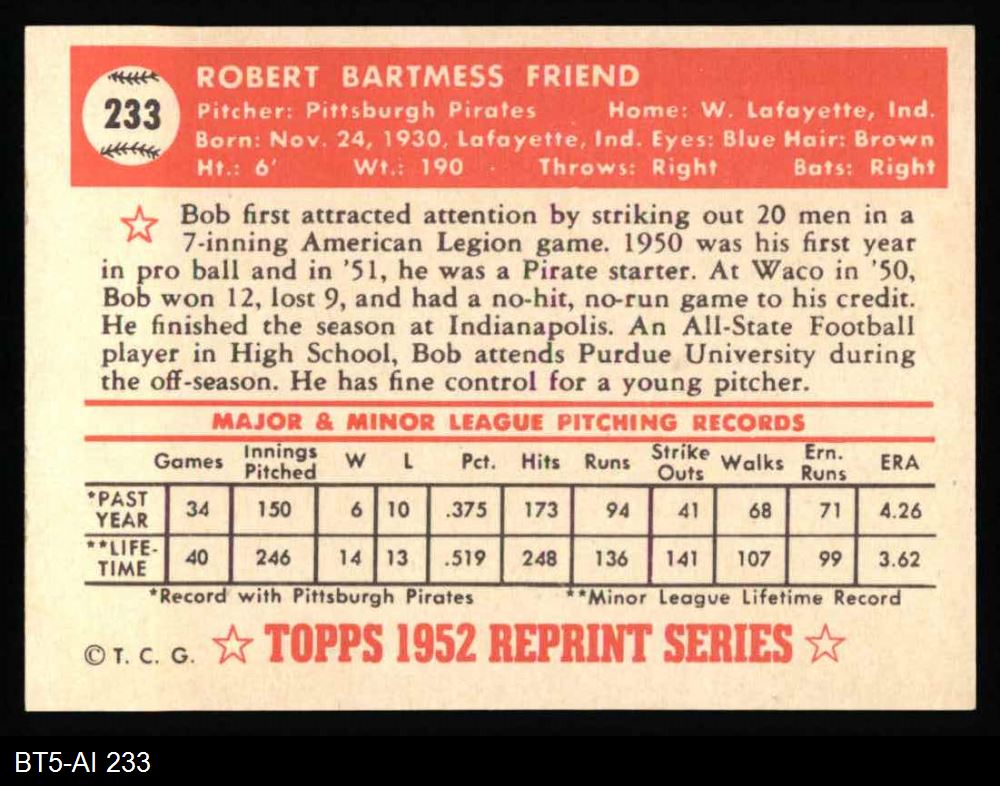 233
ROBERT BARTMESS FRIEND
Pitcher: Pittsburgh Pirates Home: W. Lafayette, Ind.
Born: Nov. 24, 1930, Lafayette, Ind. Eyes: Blue Hair: Brown
Ht.: 6' Wt.: 190 Throws: Right Bats: Right
Bob first attracted attention by striking out 20 men in a
7-inning American Legion game. 1950 was his first year
in pro ball and in '51, he was a Pirate starter. At Waco in '50,
Bob won 12, lost 9, and had a no-hit, no-run game to his credit.
He finished the season at Indianapolis. An All-State Football
player in High School, Bob attends Purdue University during
the off-season. He has fine control for a young pitcher.
MAJOR & MINOR LEAGUE PITCHING RECORDS
Games Innings Pitched W L Pct. Hits Runs Strike Outs Walks Ern. Runs ERA
*PAST YEAR 34 150 6 10 .375 173 94 41 68 71 4.26
**LIFE-TIME 40 246 14 13 .519 248 136 141 107 99 3.62
*Record with Pittsburgh Pirates **Minor League Lifetime Record
© T. C. G. TOPPS 1952 REPRINT SERIES
BT5-AI 233